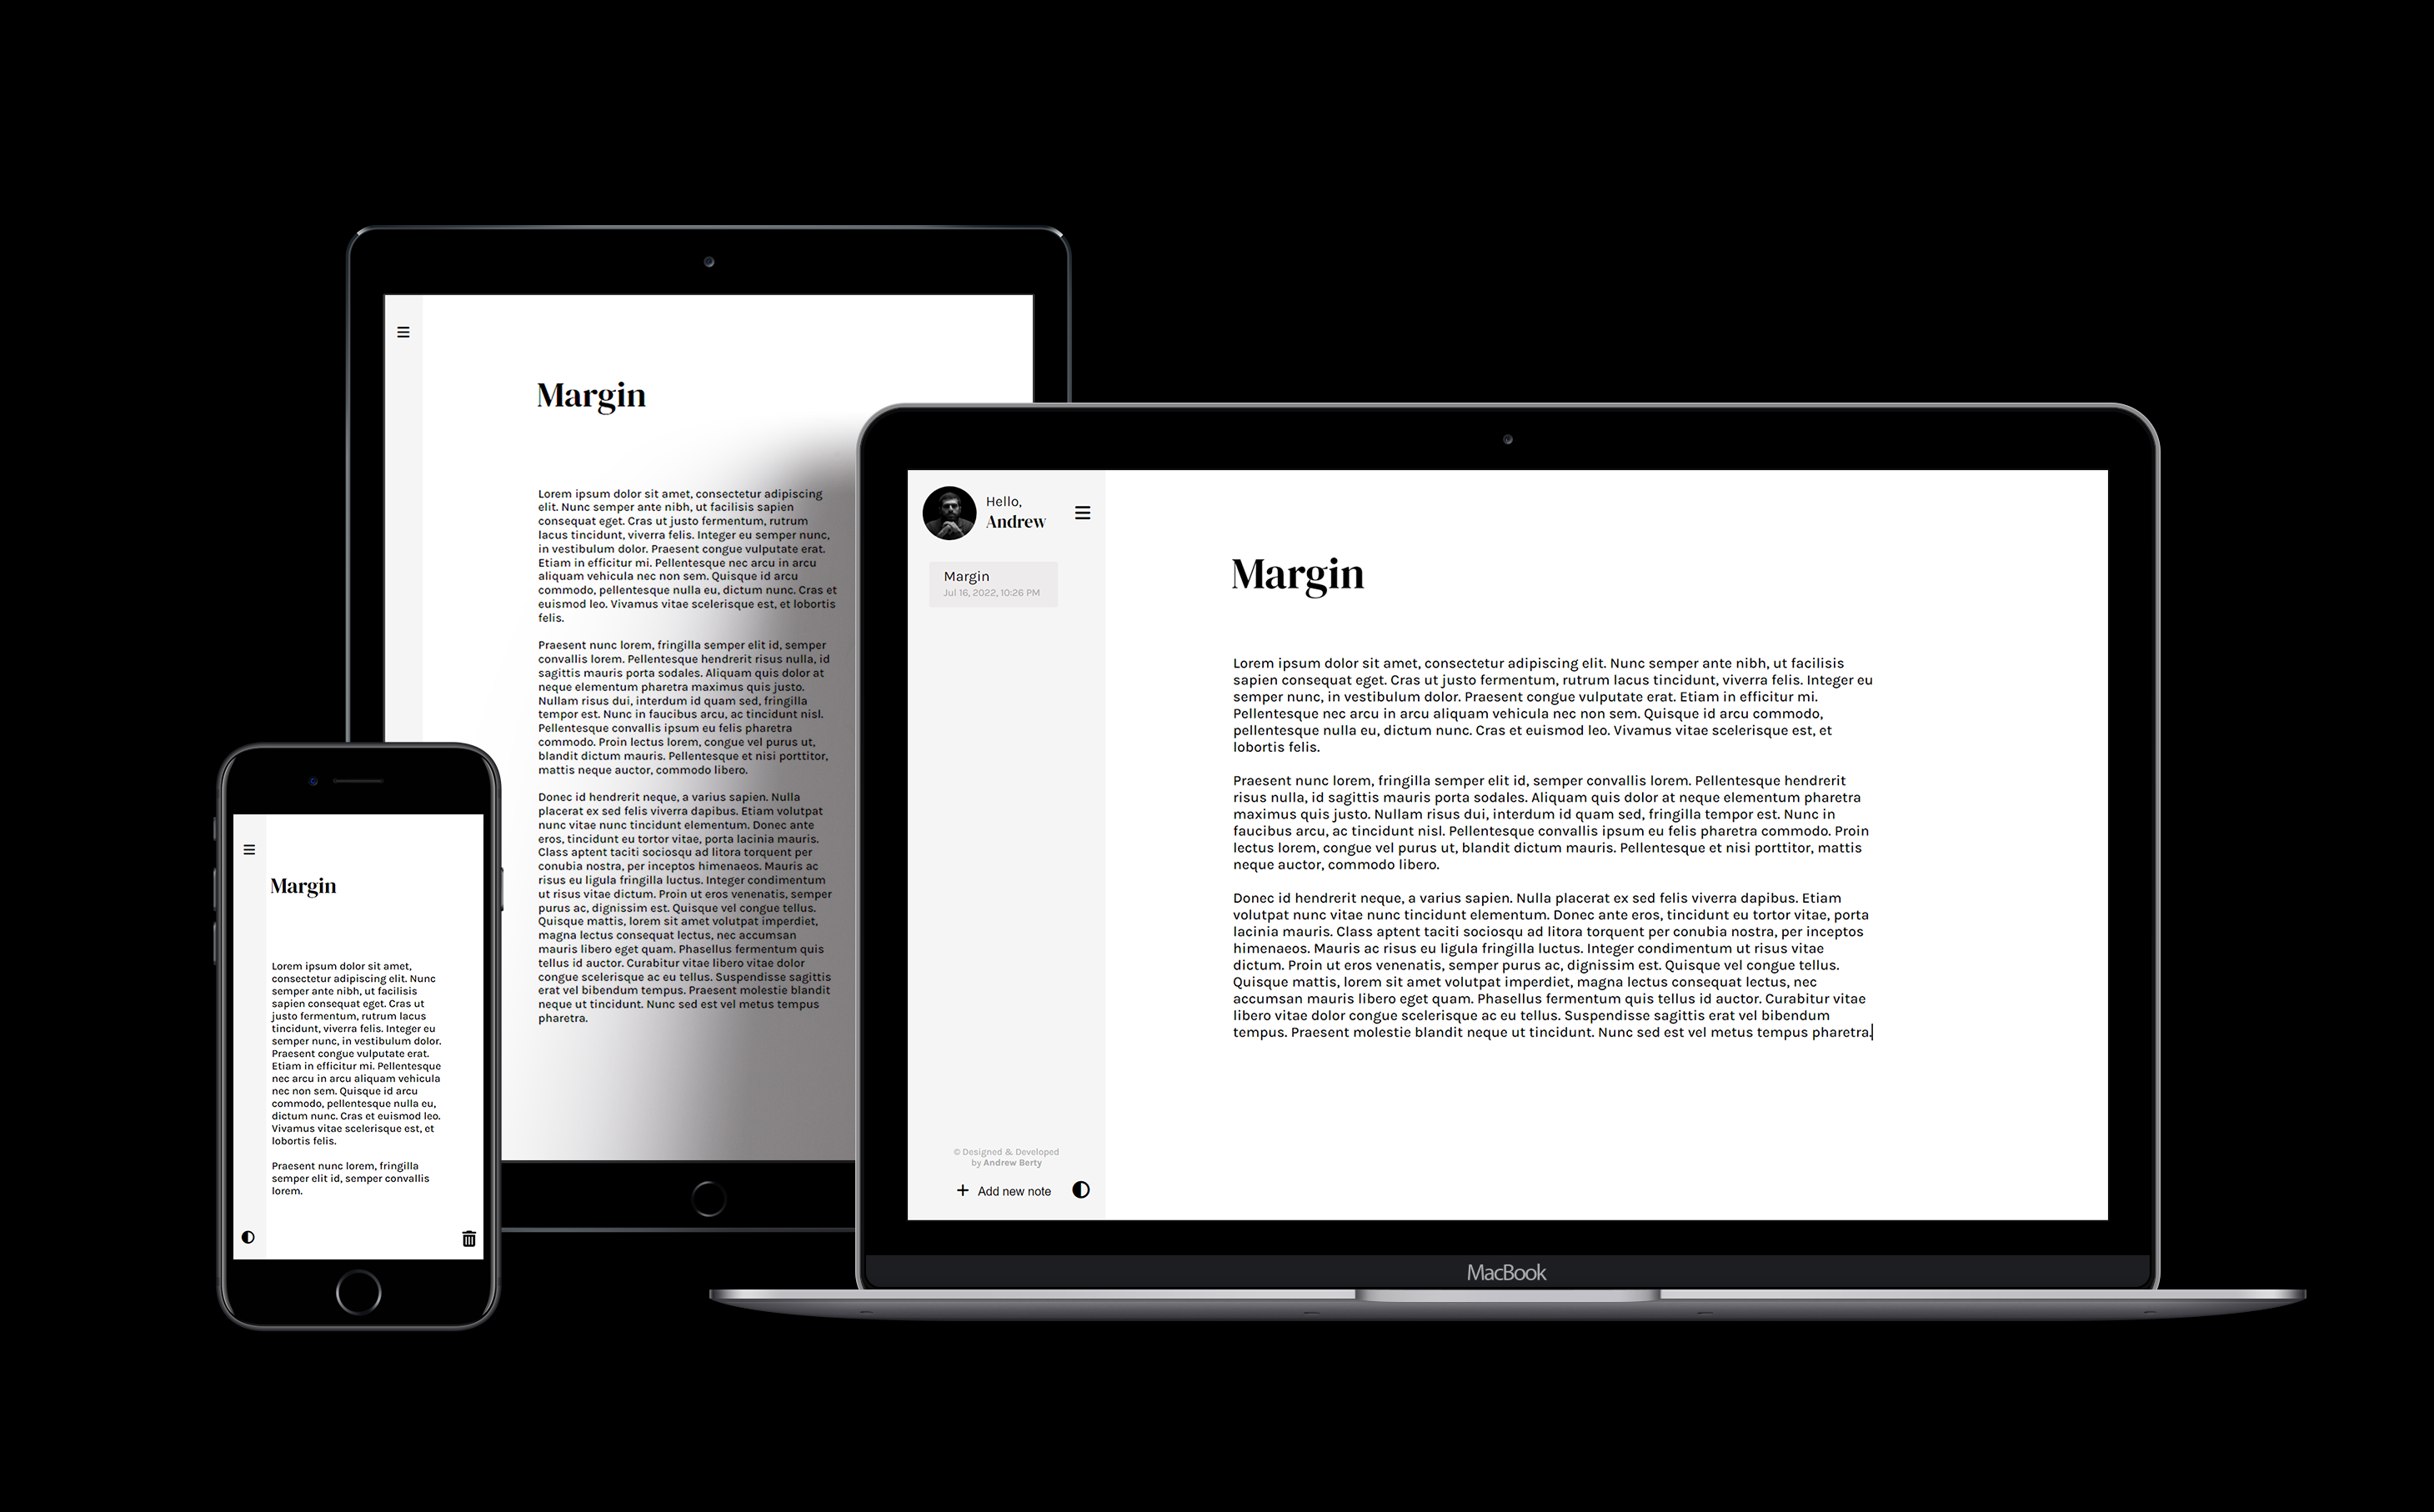 Margin
Lorem ipsum dolor sit amet, consectetur adipiscing
elit. Nunc semper ante nibh, ut facilisis sapien
consequat eget. Cras ut justo fermentum, rutrum
lacus tincidunt, viverra felis. Integer eu semper nunc,
in vestibulum dolor. Praesent congue vulputate erat.
Etiam in efficitur mi. Pellentesque nec arcu in arcu
aliquam vehicula nec non sem. Quisque id arcu
commodo, pellentesque nulla eu, dictum nunc. Cras et
euismod leo. Vivamus vitae scelerisque est, et lobortis
felis.
Praesent nunc lorem, fringilla semper elit id, semper
convallis lorem. Pellentesque hendrerit risus nulla, id
sagittis mauris porta sodales. Aliquam quis dolor at
neque elementum pharetra maximus quis justo.
Nullam risus dui, interdum id quam sed, fringilla
tempor est. Nunc in faucibus arcu, ac tincidunt nisl.
Pellentesque convallis ipsum eu felis pharetra
commodo. Proin lectus lorem, congue vel purus ut,
blandit dictum mauris. Pellentesque et nisi porttitor,
mattis neque auctor, commodo libero.
Donec id hendrerit neque, a varius sapien. Nulla
placerat ex sed felis viverra dapibus. Etiam volutpat
nunc vitae nunc tincidunt elementum. Donec ante
eros, tincidunt eu tortor vitae, porta lacinia mauris.
Class aptent taciti sociosqu ad litora torquent per
conubia nostra, per inceptos himenaeos. Mauris ac
risus eu ligula fringilla luctus. Integer condimentum
ut risus vitae dictum. Proin ut eros venenatis, semper
purus ac, dignissim est. Quisque vel congue tellus.
Quisque mattis, lorem sit amet volutpat imperdiet,
magna lectus consequat lectus, nec accumsan
mauris libero eget quam. Phasellus fermentum quis
tellus id auctor. Curabitur vitae libero vitae dolor
congue scelerisque ac eu tellus. Suspendisse sagittis
erat vel bibendum tempus. Praesent molestie blandit
neque ut tincidunt. Nunc sed est vel metus tempus
pharetra.
Hello,
Andrew
Margin
Jul 16, 2022, 10:26 PM
© Designed & Developed
by Andrew Berty
Add new note
Margin
Lorem ipsum dolor sit amet, consectetur adipiscing elit. Nunc semper ante nibh, ut facilisis
sapien consequat eget. Cras ut justo fermentum, rutrum lacus tincidunt, viverra felis. Integer eu
semper nunc, in vestibulum dolor. Praesent congue vulputate erat. Etiam in efficitur mi.
Pellentesque nec arcu in arcu aliquam vehicula nec non sem. Quisque id arcu commodo,
pellentesque nulla eu, dictum nunc. Cras et euismod leo. Vivamus vitae scelerisque est, et
lobortis felis.
Praesent nunc lorem, fringilla semper elit id, semper convallis lorem. Pellentesque hendrerit
risus nulla, id sagittis mauris porta sodales. Aliquam quis dolor at neque elementum pharetra
maximus quis justo. Nullam risus dui, interdum id quam sed, fringilla tempor est. Nunc in
faucibus arcu, ac tincidunt nisl. Pellentesque convallis ipsum eu felis pharetra commodo. Proin
lectus lorem, congue vel purus ut, blandit dictum mauris. Pellentesque et nisi porttitor, mattis
neque auctor, commodo libero.
Donec id hendrerit neque, a varius sapien. Nulla placerat ex sed felis viverra dapibus. Etiam
volutpat nunc vitae nunc tincidunt elementum. Donec ante eros, tincidunt eu tortor vitae, porta
lacinia mauris. Class aptent taciti sociosqu ad litora torquent per conubia nostra, per inceptos
himenaeos. Mauris ac risus eu ligula fringilla luctus. Integer condimentum ut risus vitae
dictum. Proin ut eros venenatis, semper purus ac, dignissim est. Quisque vel congue tellus.
Quisque mattis, lorem sit amet volutpat imperdiet, magna lectus consequat lectus, nec
accumsan mauris libero eget quam. Phasellus fermentum quis tellus id auctor. Curabitur vitae
libero vitae dolor congue scelerisque ac eu tellus. Suspendisse sagittis erat vel bibendum
tempus. Praesent molestie blandit neque ut tincidunt. Nunc sed est vel metus tempus pharetra.
MacBook
Margin
Lorem ipsum dolor sit amet,
consectetur adipiscing elit. Nunc
semper ante nibh, ut facilisis
sapien consequat eget. Cras ut
justo fermentum, rutrum lacus
tincidunt, viverra felis. Integer eu
semper nunc, in vestibulum dolor.
Praesent congue vulputate erat.
Etiam in efficitur mi. Pellentesque
nec arcu in arcu aliquam vehicula
nec non sem. Quisque id arcu
commodo, pellentesque nulla eu,
dictum nunc. Cras et euismod leo.
Vivamus vitae scelerisque est, et
lobortis felis.
Praesent nunc lorem, fringilla
semper elit id, semper convallis
lorem.